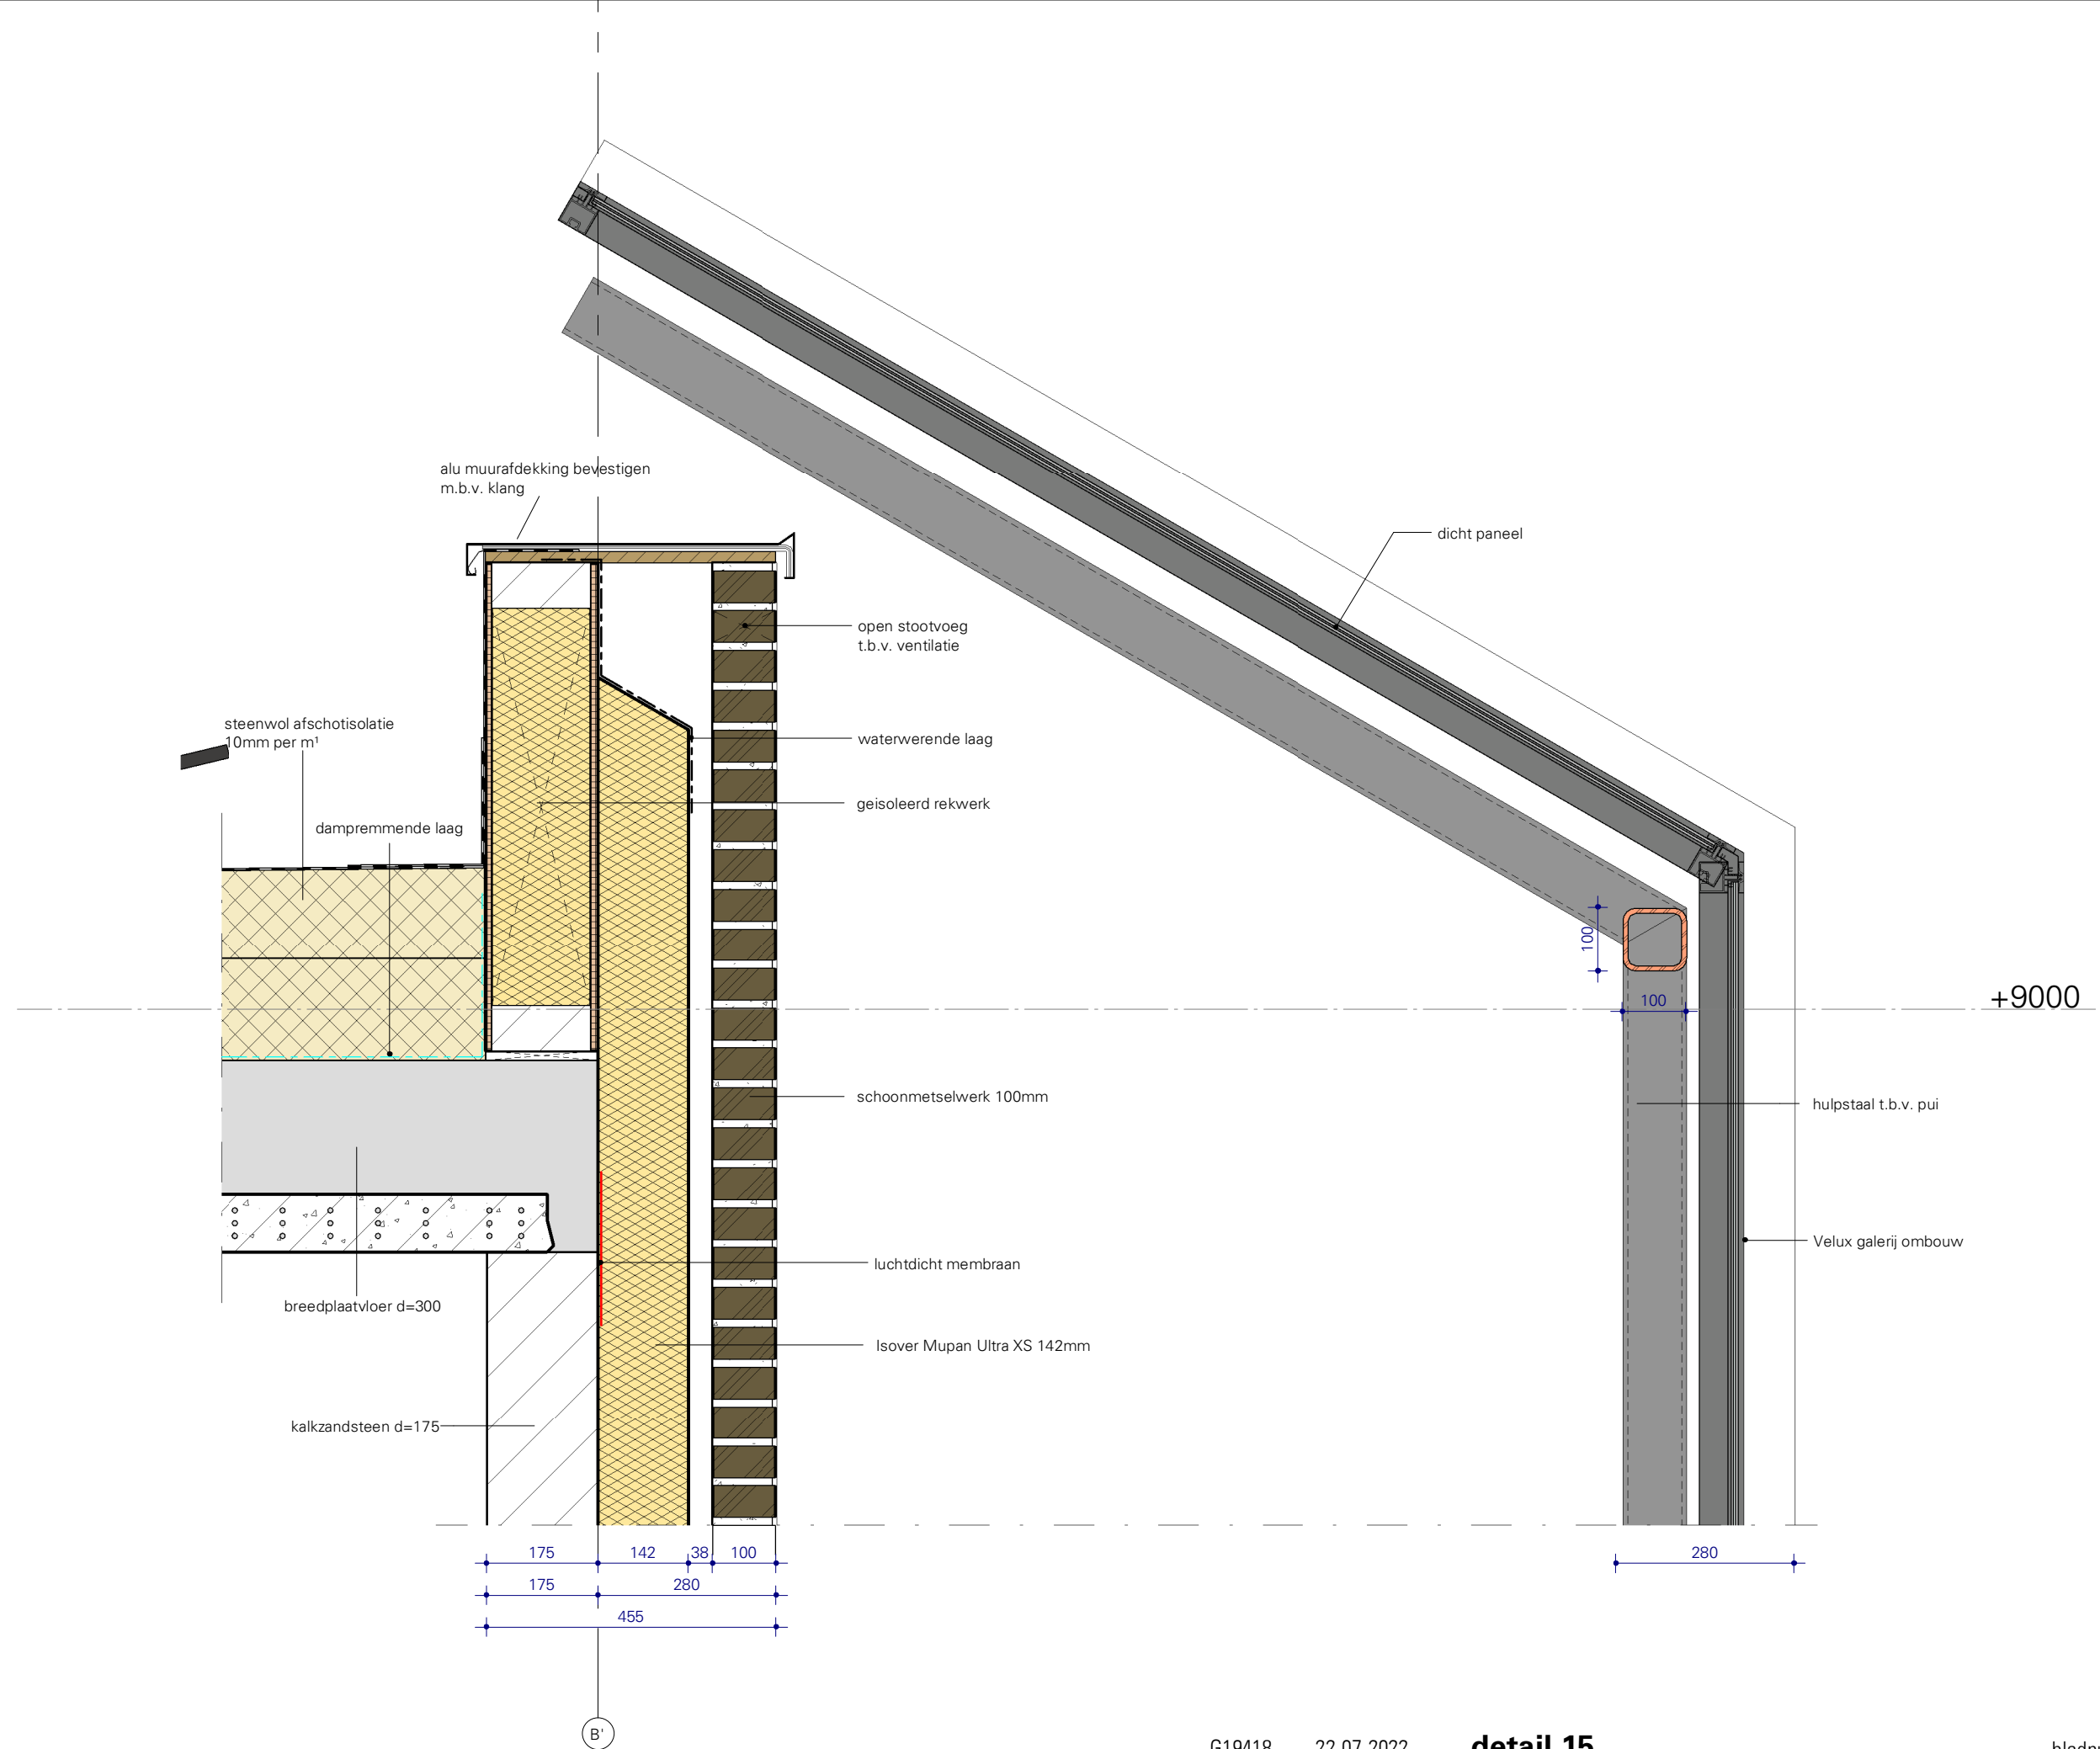 alu muurafdekking bevestigen
m.b.v. klang
dicht paneel
open stootvoeg
t.b.v. ventilatie
steenwol afschotisolatie
10mm per m¹
waterwerende laag
geisoleerd rekwerk
dampremmende laag
100
100
+9000
schoonmetselwerk 100mm
hulpstaal t.b.v. pui
Velux galerij ombouw
luchtdicht membraan
breedplaatvloer d=300
Isover Mupan Ultra XS 142mm
kalkzandsteen d=175
175 142 38 100
280
175 280
455
B'
G19418 22.07.2022 detail 15